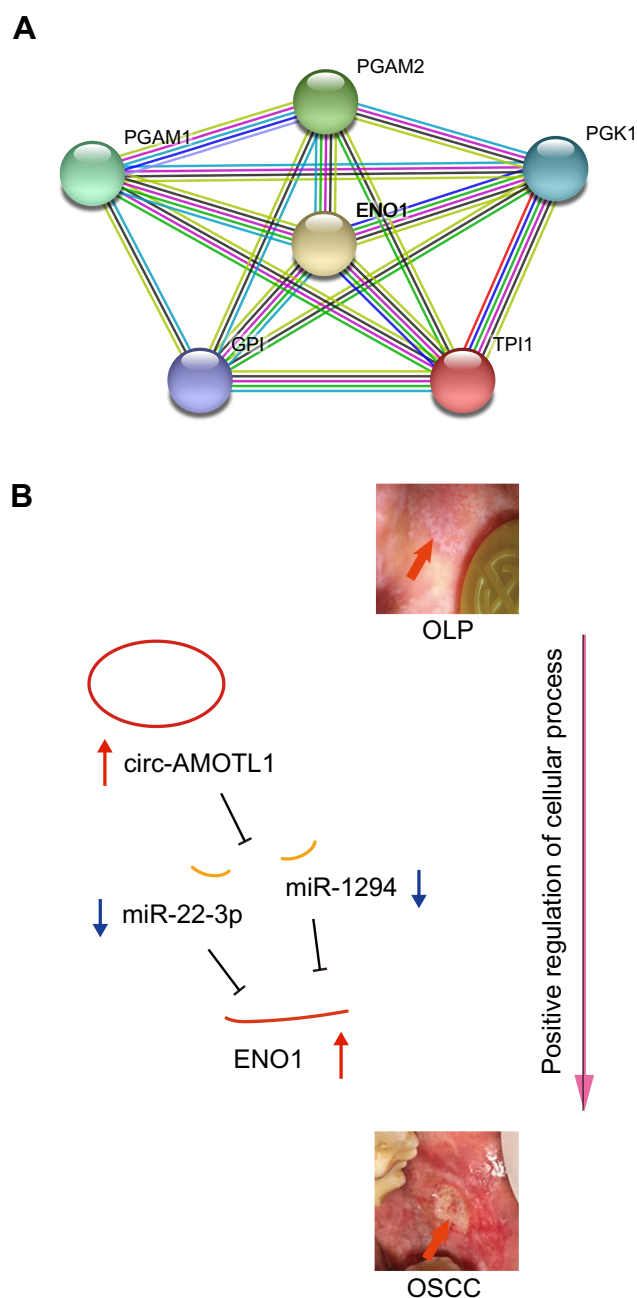 A
PGAM2
PGAM1
PGK1
ENO1
GPI
TPI1
B
OLP
circ-AMOTL1
miR-1294
miR-22-3p
ENO1
Positive regulation of cellular process
OSCC